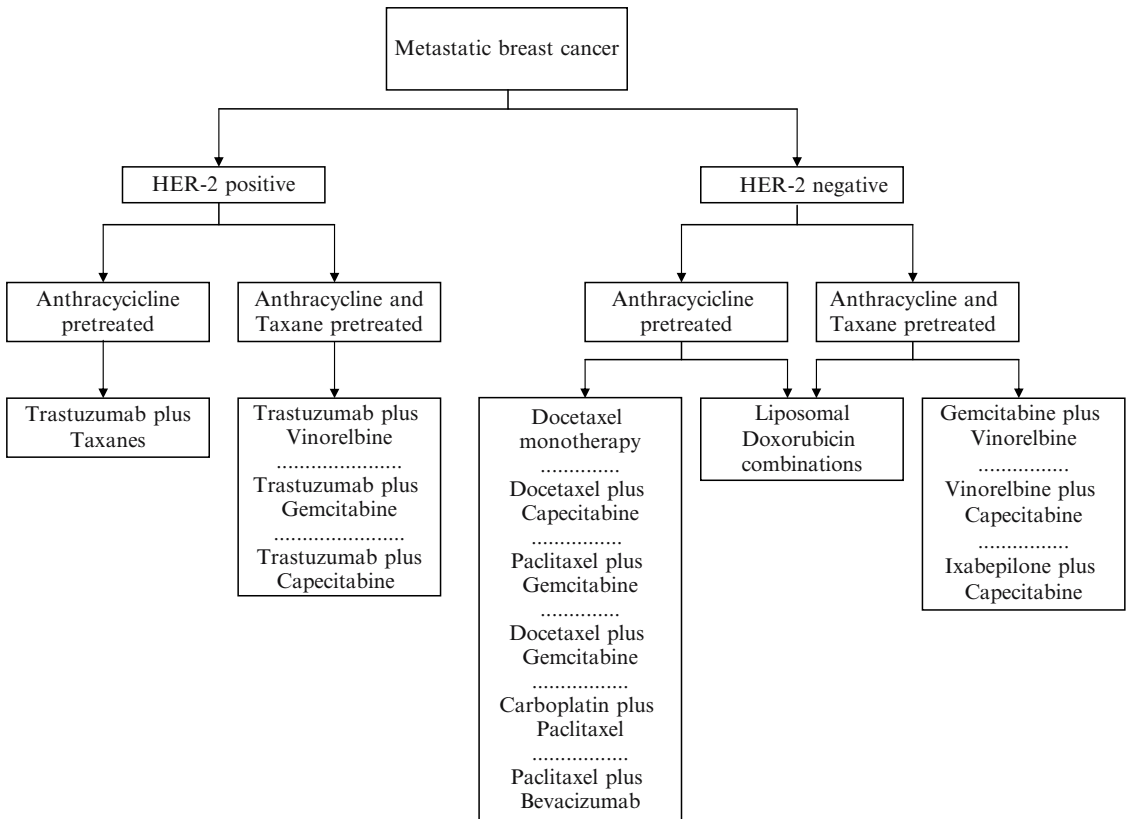 Metastatic breast cancer
HER-2 positive
HER-2 negative
Anthracycicline
pretreated
Anthracycline and
Taxane pretreated
Anthracycicline
pretreated
Anthracycline and
Taxane pretreated
Trastuzumab plus
Taxanes
Trastuzumab plus
Vinorelbine
......................
Trastuzumab plus
Gemcitabine
.......................
Trastuzumab plus
Capecitabine
Docetaxel
monotherapy
..............
Docetaxel plus
Capecitabine
................
Paclitaxel plus
Gemcitabine
..............
Docetaxel plus
Gemcitabine
.................
Carboplatin plus
Paclitaxel
.................
Paclitaxel plus
Bevacizumab
Liposomal
Doxorubicin
combinations
Gemcitabine plus
Vinorelbine
................
Vinorelbine plus
Capecitabine
................
Ixabepilone plus
Capecitabine